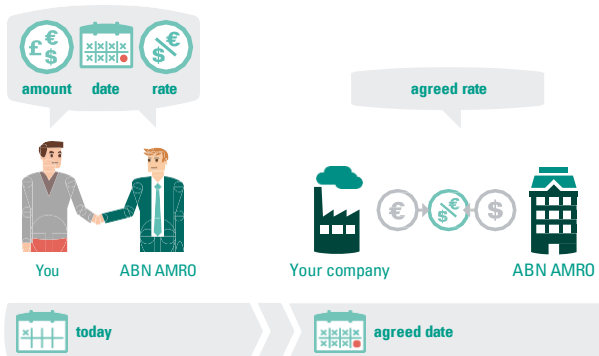 £ € $
$ % €
amount date rate
agreed rate
€ $ % € $
You ABN AMRO
Your company ABN AMRO
today
agreed date